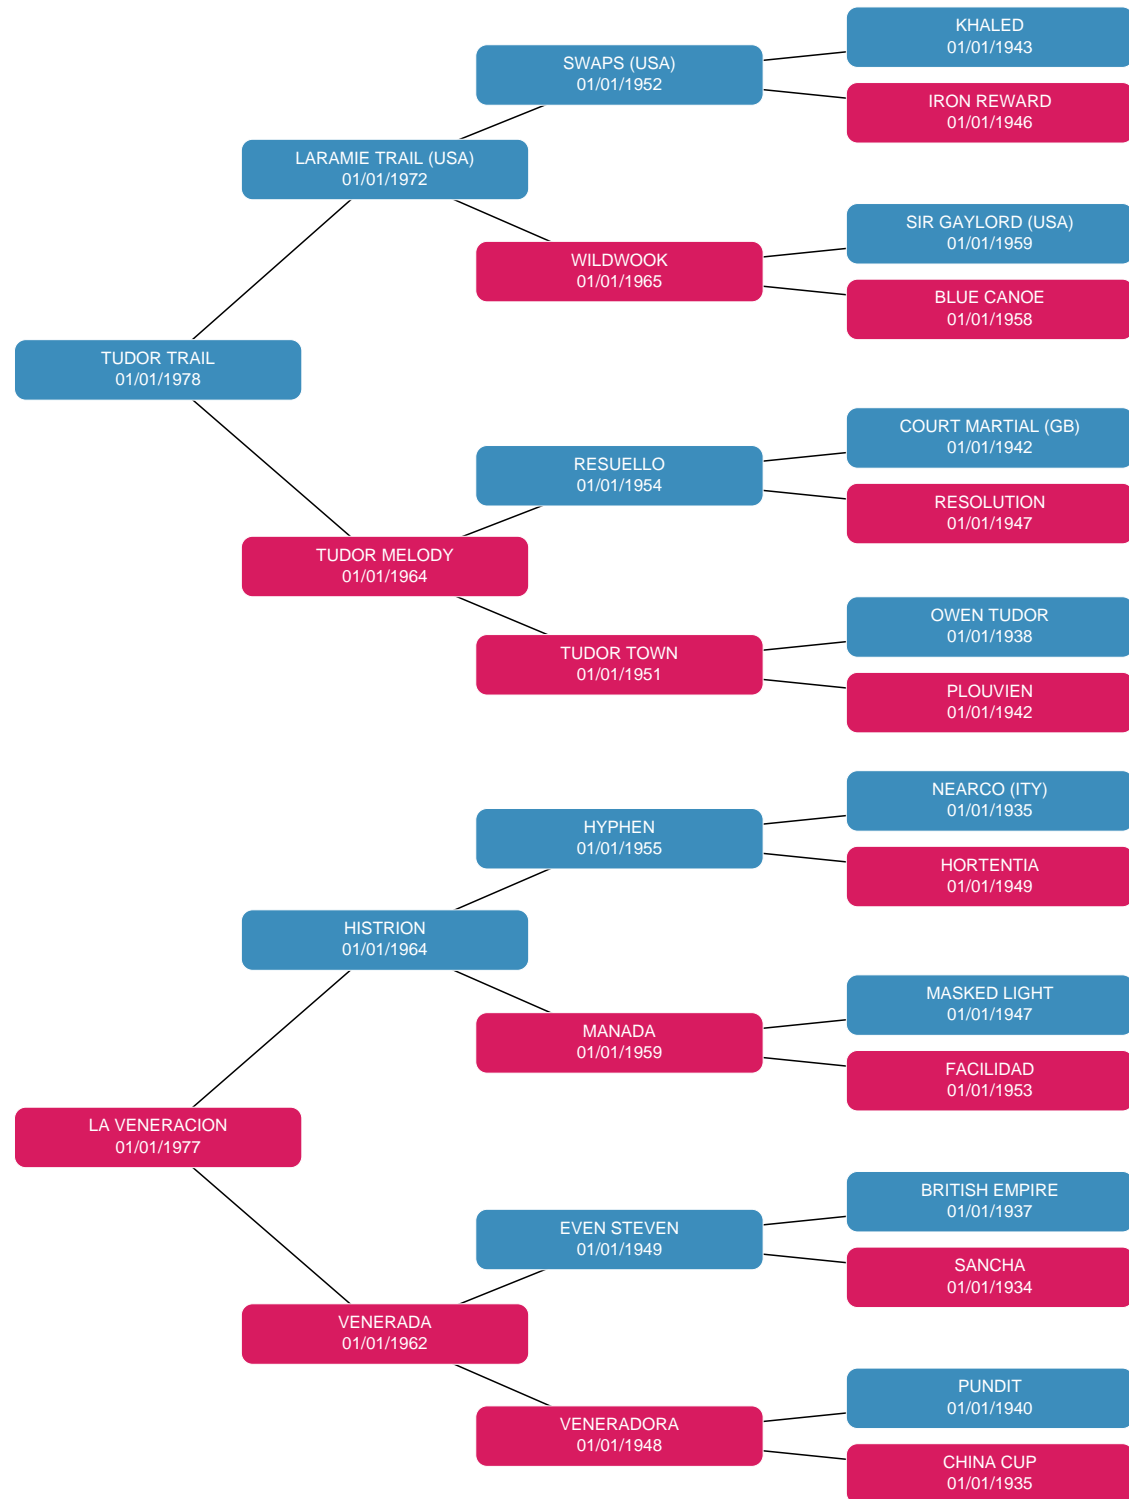 KHALED
01/01/1943
SWAPS (USA)
01/01/1952
IRON REWARD
01/01/1946
LARAMIE TRAIL (USA)
01/01/1972
SIR GAYLORD (USA)
01/01/1959
WILDWOOK
01/01/1965
BLUE CANOE
01/01/1958
TUDOR TRAIL
01/01/1978
COURT MARTIAL (GB)
01/01/1942
RESUELLO
01/01/1954
RESOLUTION
01/01/1947
TUDOR MELODY
01/01/1964
OWEN TUDOR
01/01/1938
TUDOR TOWN
01/01/1951
PLOUVIEN
01/01/1942
NEARCO (ITY)
01/01/1935
HYPHEN
01/01/1955
HORTENTIA
01/01/1949
HISTRION
01/01/1964
MASKED LIGHT
01/01/1947
MANADA
01/01/1959
FACILIDAD
01/01/1953
LA VENERACION
01/01/1977
BRITISH EMPIRE
01/01/1937
EVEN STEVEN
01/01/1949
SANCHA
01/01/1934
VENERADA
01/01/1962
PUNDIT
01/01/1940
VENERADORA
01/01/1948
CHINA CUP
01/01/1935